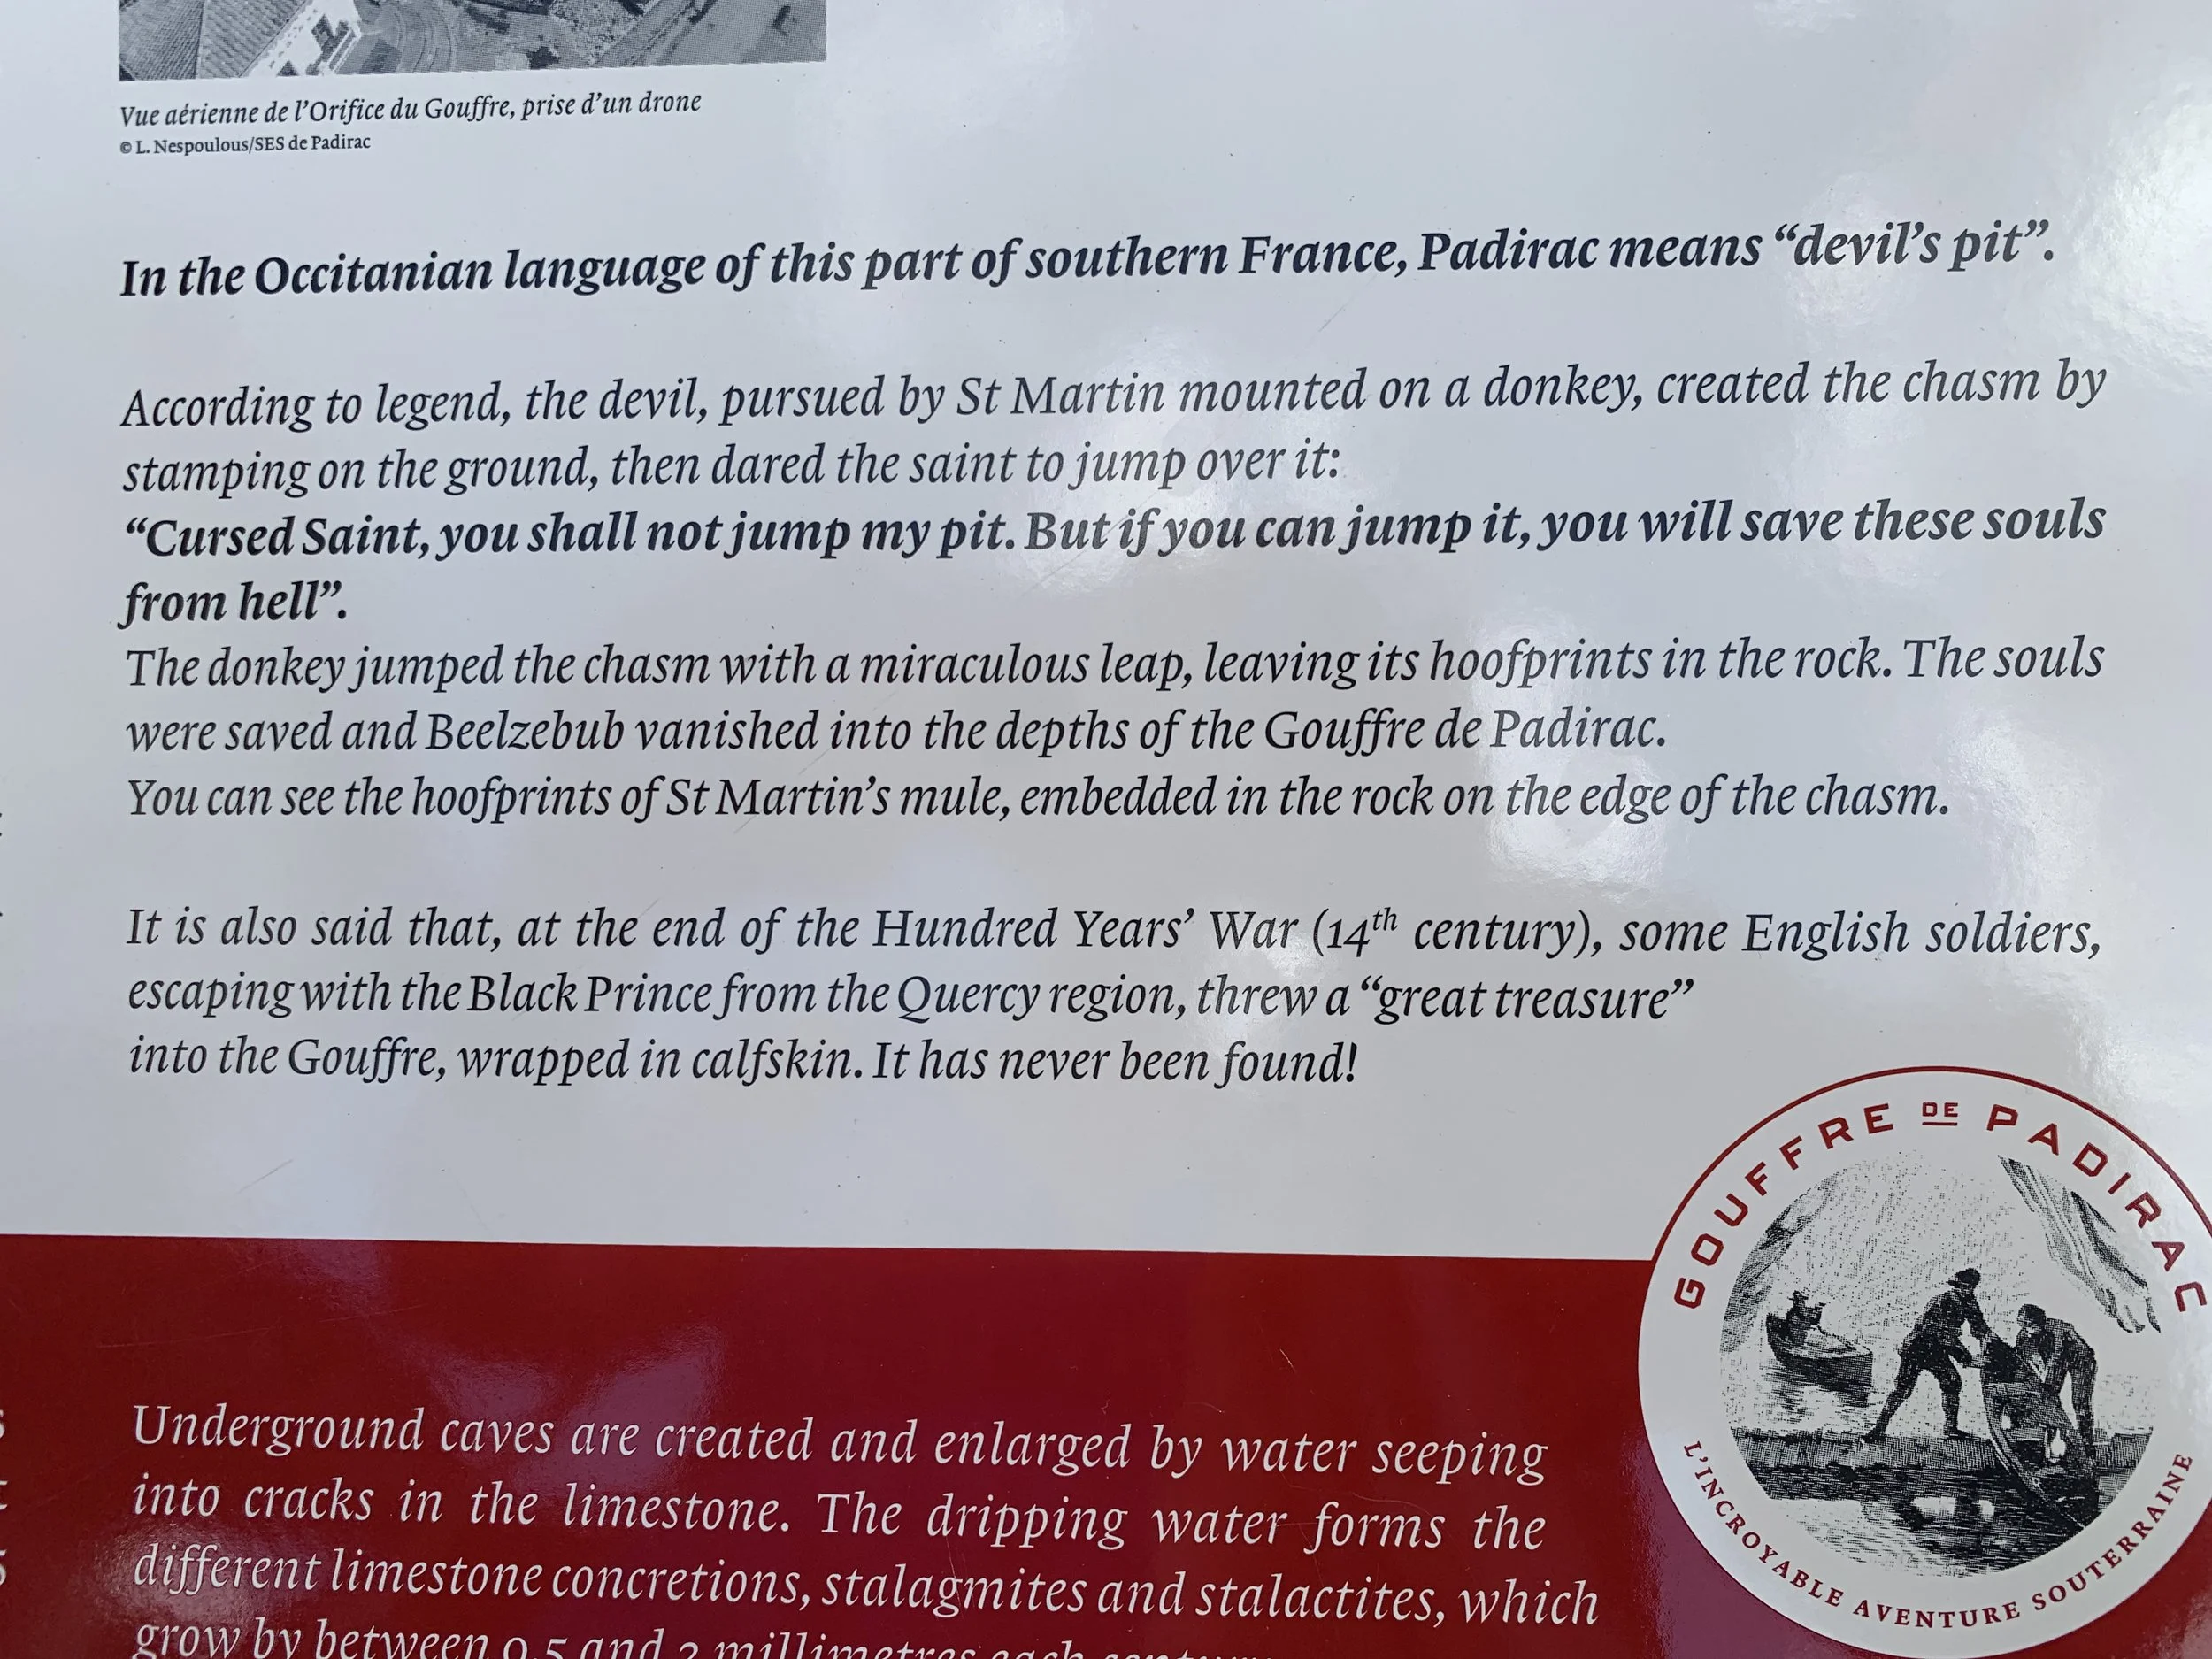 Vue aérienne de l'Orifice du Gouffre, prise d'un drone
© L. Nespoulous/SES de Padirac
In the Occitanian language of this part of southern France, Padirac means “devil’s pit”.
According to legend, the devil, pursued by St Martin mounted on a donkey, created the chasm by
stamping on the ground, then dared the saint to jump over it:
“Cursed Saint, you shall not jump my pit. But if you can jump it, you will save these souls
from hell”.
The donkey jumped the chasm with a miraculous leap, leaving its hoofprints in the rock. The souls
were saved and Beelzebub vanished into the depths of the Gouffre de Padirac.
You can see the hoofprints of St Martin’s mule, embedded in the rock on the edge of the chasm.
It is also said that, at the end of the Hundred Years’ War (14th century), some English soldiers,
escaping with the Black Prince from the Quercy region, threw a “great treasure”
into the Gouffre, wrapped in calfskin. It has never been found!
GOUFFRE DE PADIRAC
L'INCROYABLE AVENTURE SOUTERRAINE
Underground caves are created and enlarged by water seeping
into cracks in the limestone. The dripping water forms the
different limestone concretions, stalagmites and stalactites, which
grow by between 0.5 and millimetres each century